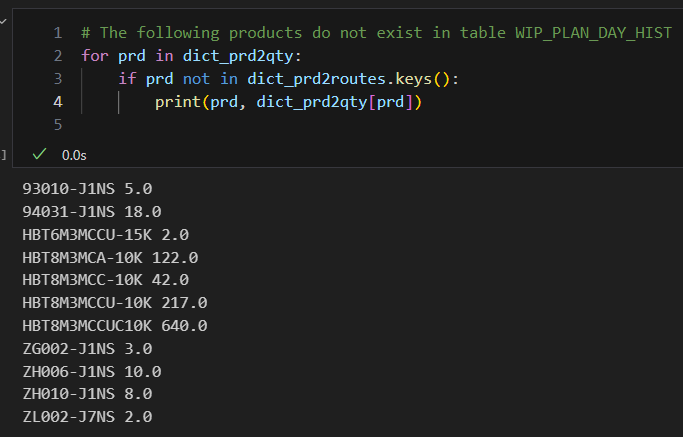 1 # The following products do not exist in table WIP_PLAN_DAY_HIST
2 for prd in dict_prd2qty:
3     if prd not in dict_prd2routes.keys():
4         print(prd, dict_prd2qty[prd])
5
] 0.0s
93010-J1NS 5.0
94031-J1NS 18.0
HBT6M3MCCU-15K 2.0
HBT8M3MCA-10K 122.0
HBT8M3MCC-10K 42.0
HBT8M3MCCU-10K 217.0
HBT8M3MCCUC10K 640.0
ZG002-J1NS 3.0
ZH006-J1NS 10.0
ZH010-J1NS 8.0
ZL002-J7NS 2.0